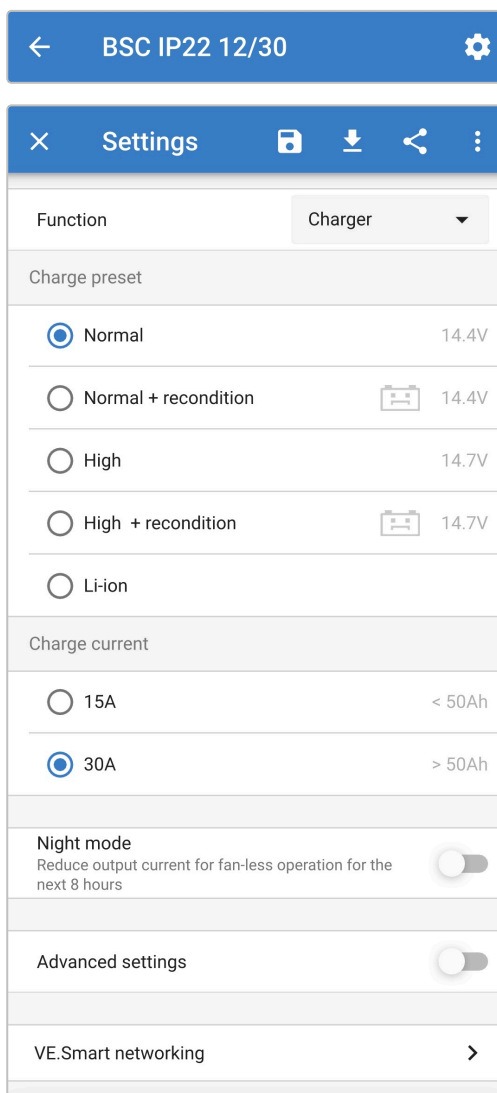 BSC IP22 12/30
Settings
Function Charger
Charge preset
Normal 14.4V
Normal + recondition 14.4V
High 14.7V
High + recondition 14.7V
Li-ion
Charge current
15A < 50Ah
30A > 50Ah
Night mode
Reduce output current for fan-less operation for the
next 8 hours
Advanced settings
VE.Smart networking